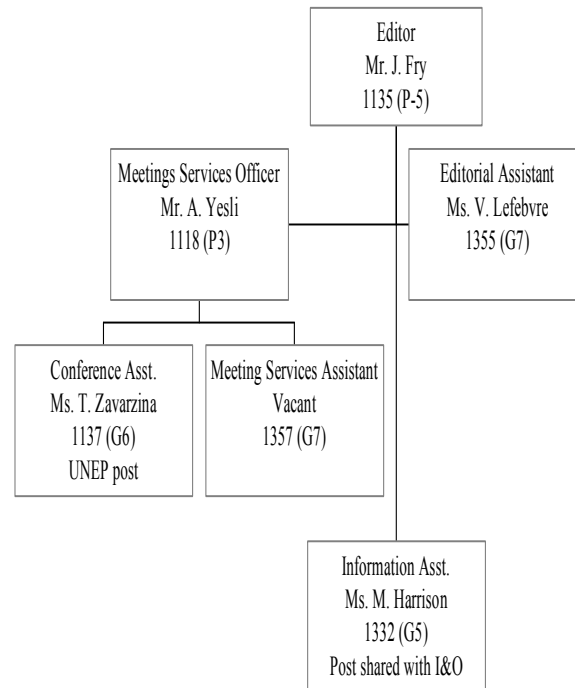 Editor
Mr. J. Fry
1135 (P-5)
Meetings Services Officer
Mr. A. Yesli
1118 (P3)
Editorial Assistant
Ms. V. Lefebvre
1355 (G7)
Conference Asst.
Ms. T. Zavarzina
1137 (G6)
UNEP post
Meeting Services Assistant
Vacant
1357 (G7)
Information Asst.
Ms. M. Harrison
1332 (G5)
Post shared with I&O